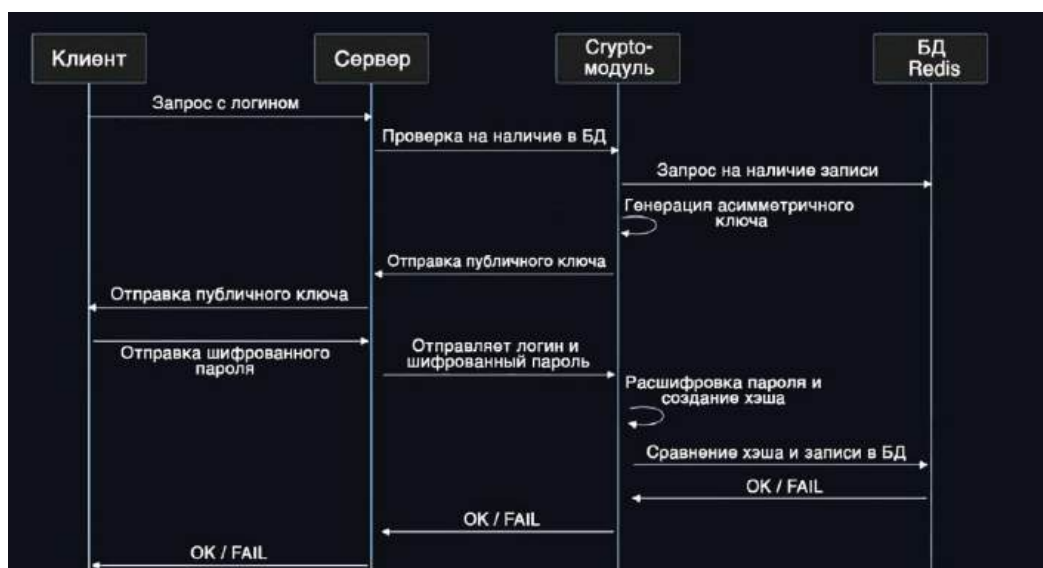 Клиент
Сервер
Crypto-
модуль
БД
Redis
Запрос с логином
Проверка на наличие в БД
Запрос на наличие записи
Генерация асимметричного
ключа
Отправка публичного ключа
Отправка публичного ключа
Отправка шифрованного
пароля
Отправляет логин и
шифрованный пароль
Расшифровка пароля и
создание хэша
Сравнение хэша и записи в БД
OK / FAIL
OK / FAIL
OK / FAIL